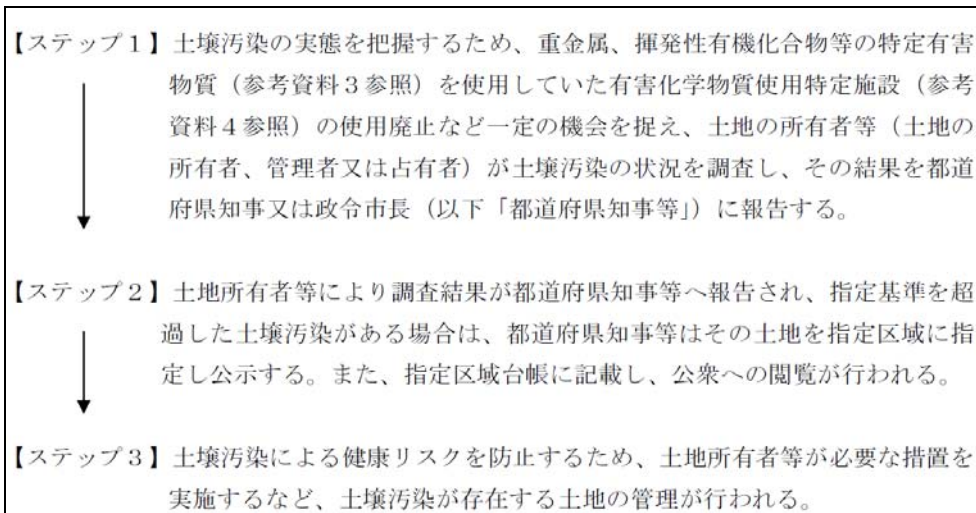 【ステップ1】土壌汚染の実態を把握するため、重金属、揮発性有機化合物等の特定有害
物質（参考資料3参照）を使用していた有害化学物質使用特定施設（参考
資料4参照）の使用廃止など一定の機会を捉え、土地の所有者等（土地の
所有者、管理者又は占有者）が土壌汚染の状況を調査し、その結果を都道
府県知事又は政令市長（以下「都道府県知事等」）に報告する。
【ステップ2】土地所有者等により調査結果が都道府県知事等へ報告され、指定基準を超
過した土壌汚染がある場合は、都道府県知事等はその土地を指定区域に指
定し公示する。また、指定区域台帳に記載し、公衆への閲覧が行われる。
【ステップ3】土壌汚染による健康リスクを防止するため、土地所有者等が必要な措置を
実施するなど、土壌汚染が存在する土地の管理が行われる。